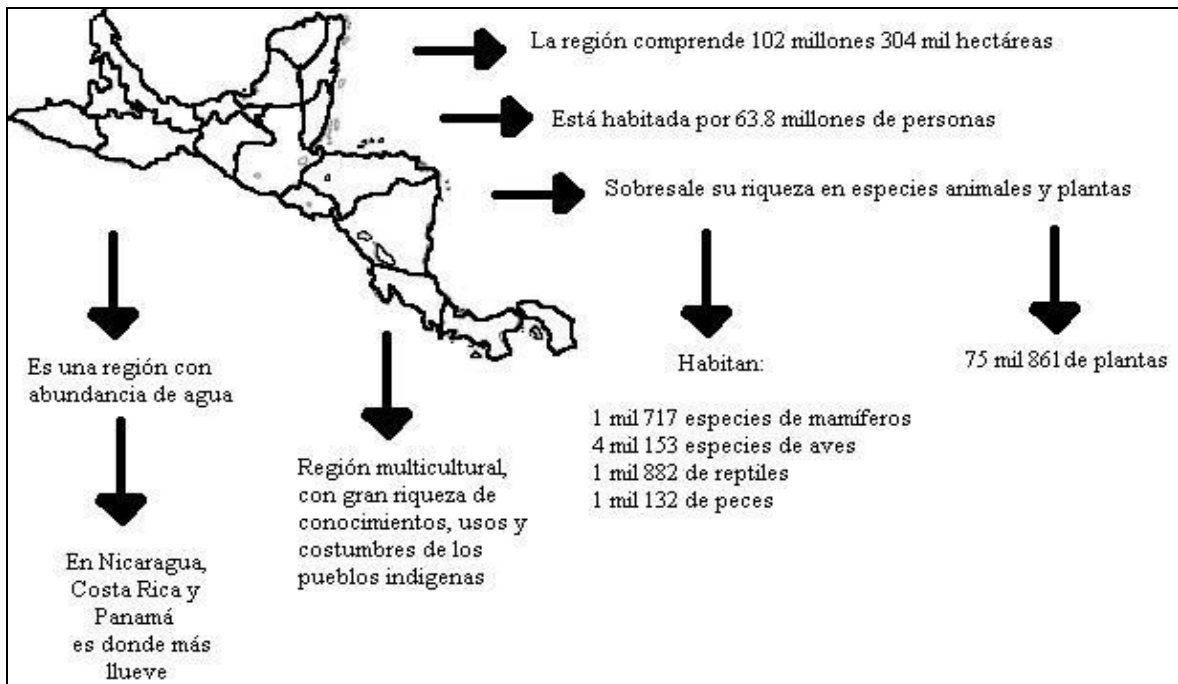 La región comprende 102 millones 304 mil hectáreas
Está habitada por 63.8 millones de personas
Sobresale su riqueza en especies animales y plantas
Es una región con
abundancia de agua
En Nicaragua,
Costa Rica y
Panamá
es donde más
llueve
Región multicultural,
con gran riqueza de
conocimientos, usos y
costumbres de los
pueblos indigenas
Habitan:
1 mil 717 especies de mamíferos
4 mil 153 especies de aves
1 mil 882 de reptiles
1 mil 132 de peces
75 mil 861 de plantas